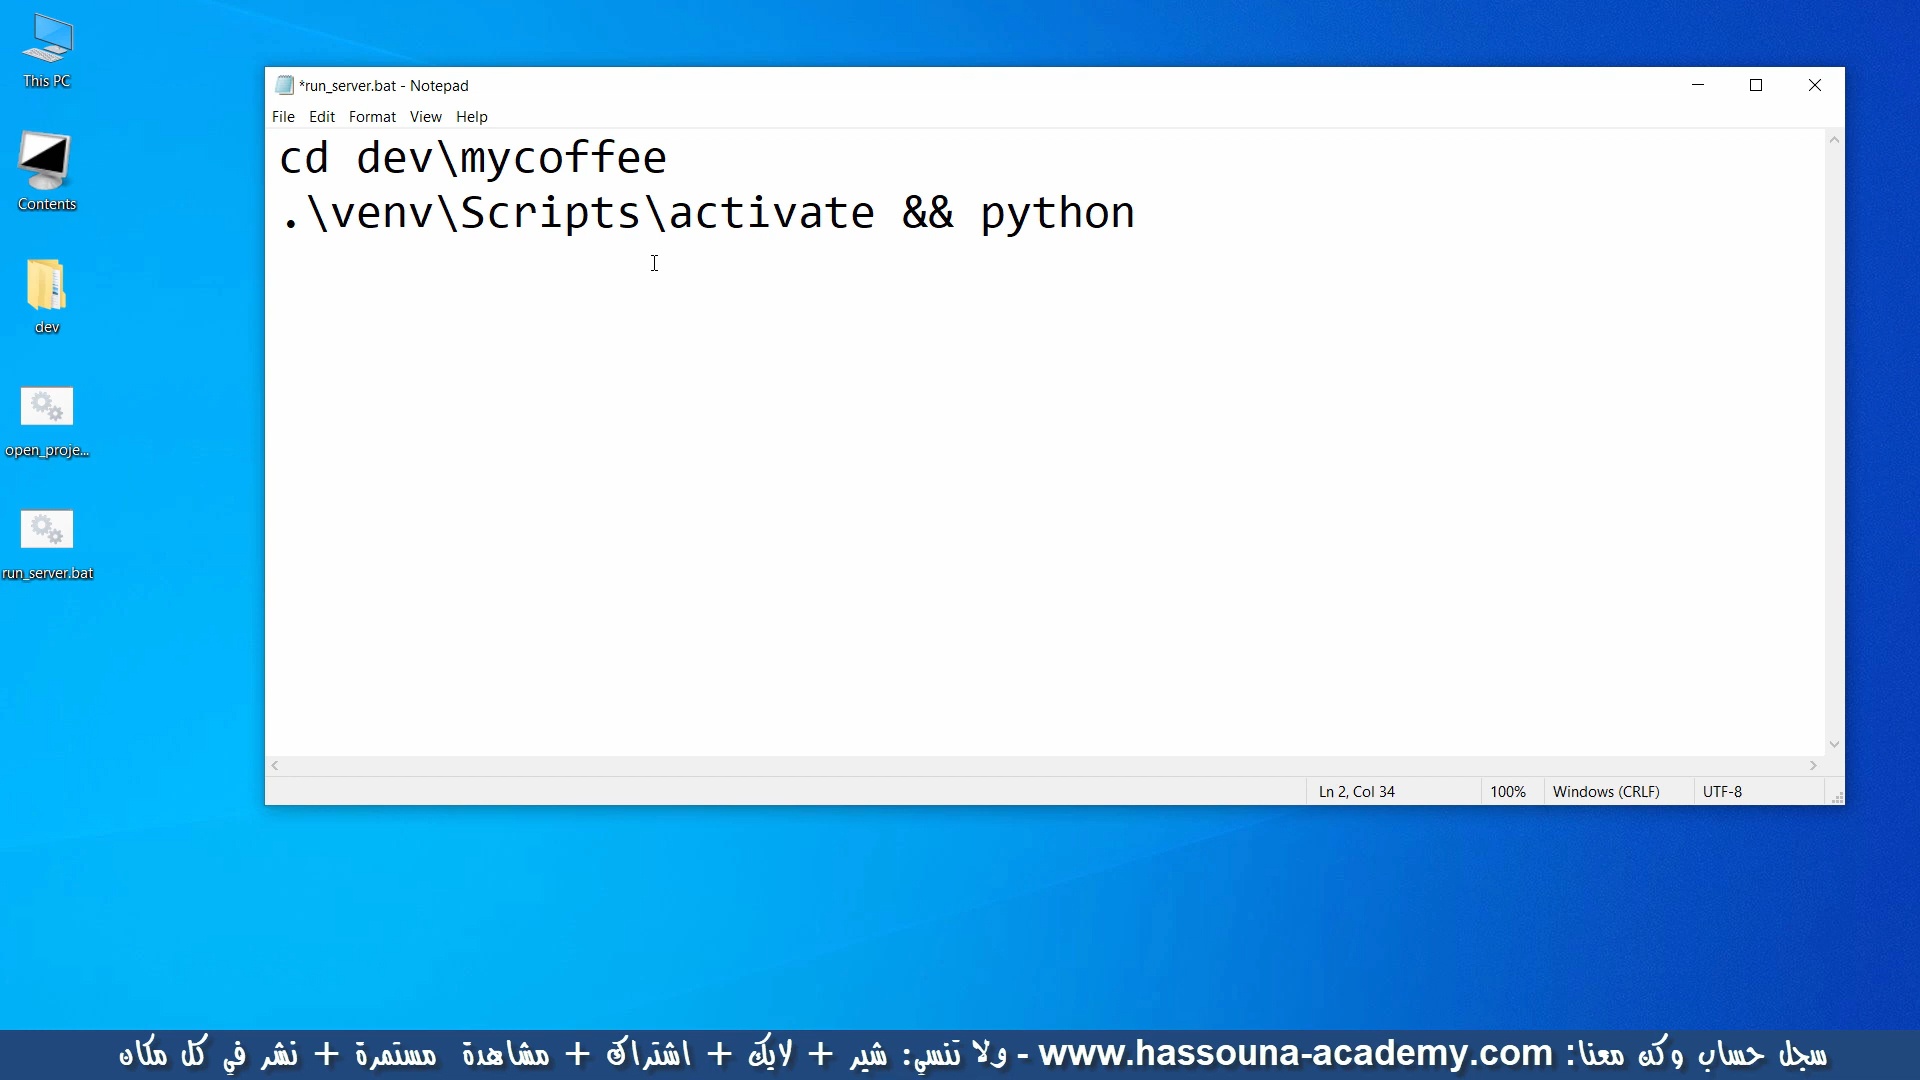 This PC
Contents
dev
open_proje...
run_server.bat
*run_server.bat - Notepad
File Edit Format View Help
cd dev\mycoffee
.\venv\Scripts\activate && python
Ln 2, Col 34 100% Windows (CRLF) UTF-8
سجل حساب وكن معنا: www.hassouna-academy.com - ولا تنسي: شير + لايك + اشتراك + مشاهدة مستمرة + نشر في كل مكان